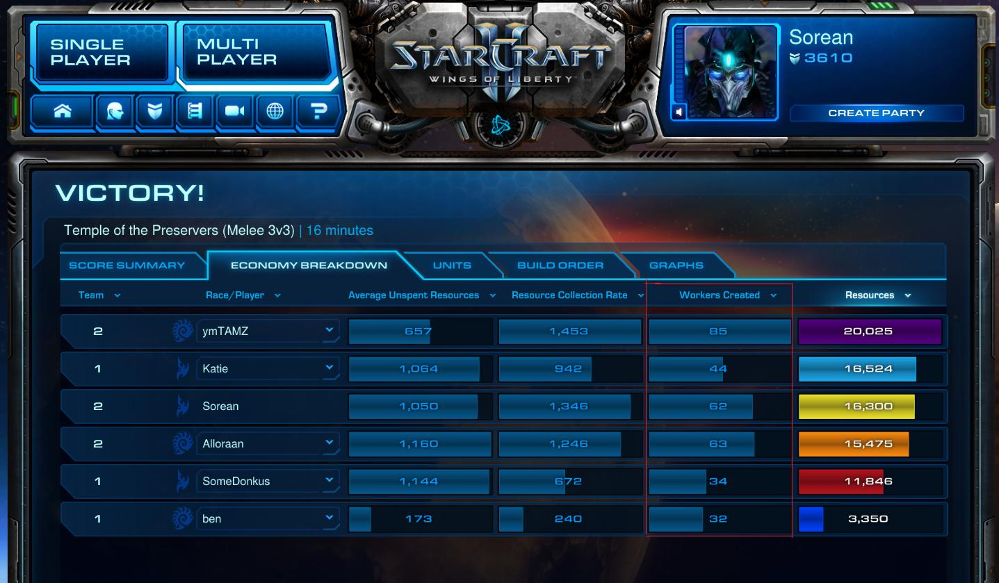 SINGLE PLAYER
MULTI PLAYER
STARCRAFT
II
WINGS OF LIBERTY™
Sorean
3610
CREATE PARTY
VICTORY!
Temple of the Preservers (Melee 3v3) | 16 minutes
SCORE SUMMARY ECONOMY BREAKDOWN UNITS BUILD ORDER GRAPHS
Team Race/Player Average Unspent Resources Resource Collection Rate Workers Created Resources
2 ymTAMZ 657 1,453 85 20,025
1 Katie 1,064 942 44 16,524
2 Sorean 1,050 1,346 62 16,300
2 Alloraan 1,160 1,246 63 15,475
1 SomeDonkus 1,144 672 34 11,846
1 ben 173 240 32 3,350